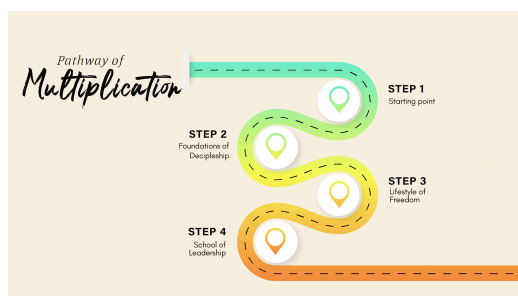 Pathway of
Multiplication
STEP 1
Starting point
STEP 2
Foundations of
Decipleship
STEP 3
Lifestyle of
Freedom
STEP 4
School of
Leadership